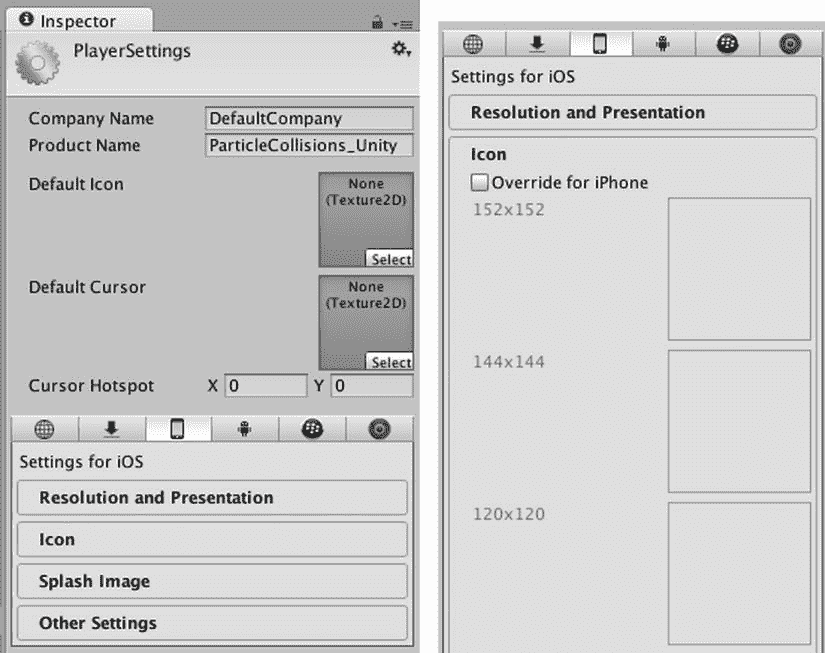 Inspector
PlayerSettings
Company Name DefaultCompany
Product Name ParticleCollisions_Unity
Default Icon None
(Texture2D)
Select
Default Cursor None
(Texture2D)
Select
Cursor Hotspot X 0 Y 0
Settings for iOS
Resolution and Presentation
Icon
Splash Image
Other Settings
Settings for iOS
Resolution and Presentation
Icon
Override for iPhone
152x152
144x144
120x120